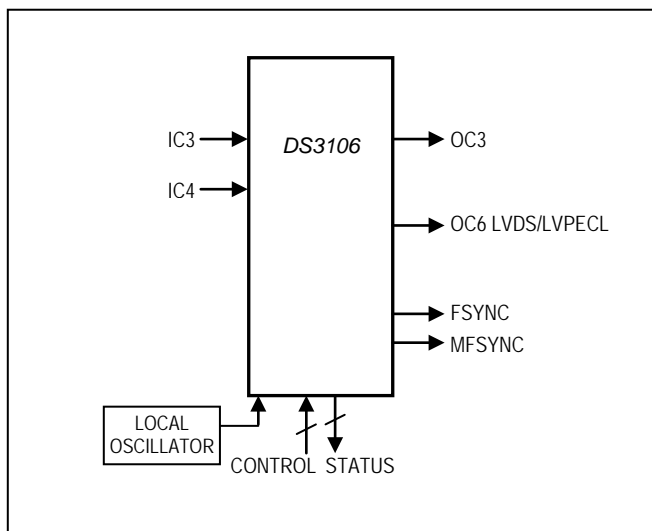 IC3
DS3106
OC3
IC4
OC6 LVDS/LVPECL
FSYNC
MFSYNC
LOCAL
OSCILLATOR
CONTROL STATUS